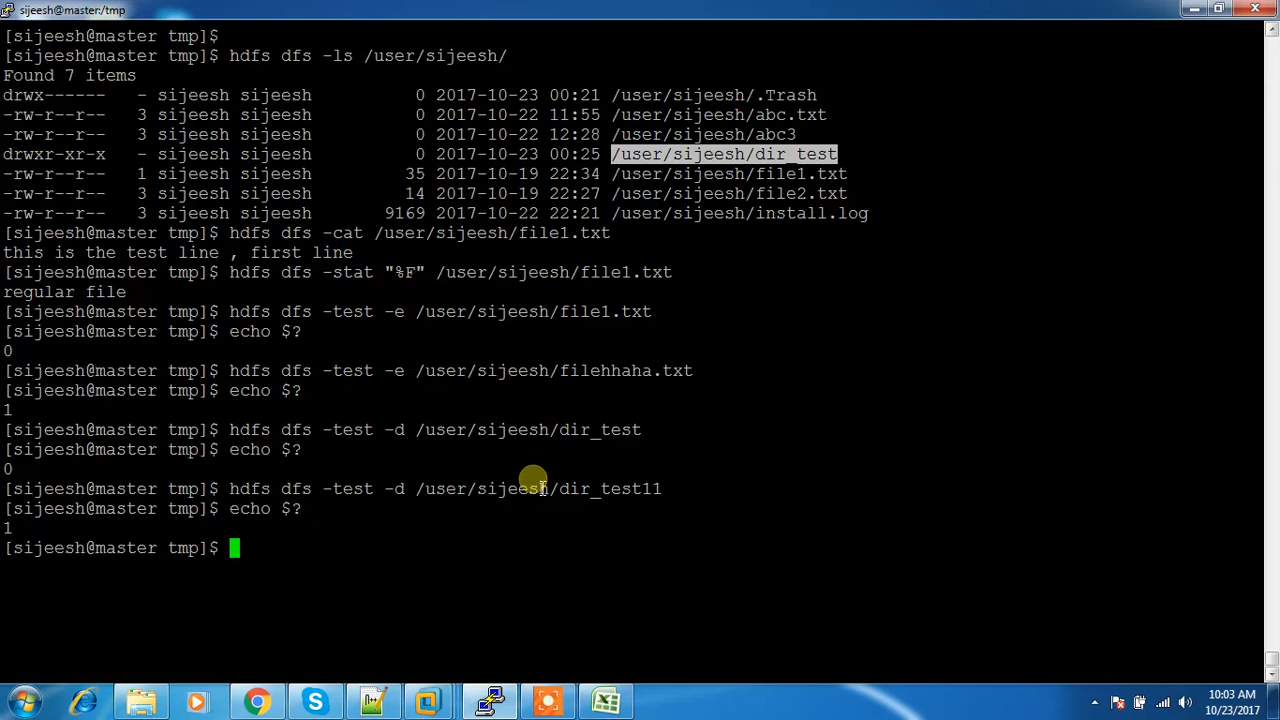 sijeesh@master:/tmp
[sijeesh@master tmp]$
[sijeesh@master tmp]$ hdfs dfs -ls /user/sijeesh/
Found 7 items
drwx------   - sijeesh sijeesh          0 2017-10-23 00:21 /user/sijeesh/.Trash
-rw-r--r--   3 sijeesh sijeesh          0 2017-10-22 11:55 /user/sijeesh/abc.txt
-rw-r--r--   3 sijeesh sijeesh          0 2017-10-22 12:28 /user/sijeesh/abc3
drwxr-xr-x   - sijeesh sijeesh          0 2017-10-23 00:25 /user/sijeesh/dir_test
-rw-r--r--   1 sijeesh sijeesh         35 2017-10-19 22:34 /user/sijeesh/file1.txt
-rw-r--r--   3 sijeesh sijeesh         14 2017-10-19 22:27 /user/sijeesh/file2.txt
-rw-r--r--   3 sijeesh sijeesh       9169 2017-10-22 22:21 /user/sijeesh/install.log
[sijeesh@master tmp]$ hdfs dfs -cat /user/sijeesh/file1.txt
this is the test line , first line
[sijeesh@master tmp]$ hdfs dfs -stat "%F" /user/sijeesh/file1.txt
regular file
[sijeesh@master tmp]$ hdfs dfs -test -e /user/sijeesh/file1.txt
[sijeesh@master tmp]$ echo $?
0
[sijeesh@master tmp]$ hdfs dfs -test -e /user/sijeesh/filehhaha.txt
[sijeesh@master tmp]$ echo $?
1
[sijeesh@master tmp]$ hdfs dfs -test -d /user/sijeesh/dir_test
[sijeesh@master tmp]$ echo $?
0
[sijeesh@master tmp]$ hdfs dfs -test -d /user/sijeesh/dir_test11
[sijeesh@master tmp]$ echo $?
1
[sijeesh@master tmp]$
10:03 AM
10/23/2017